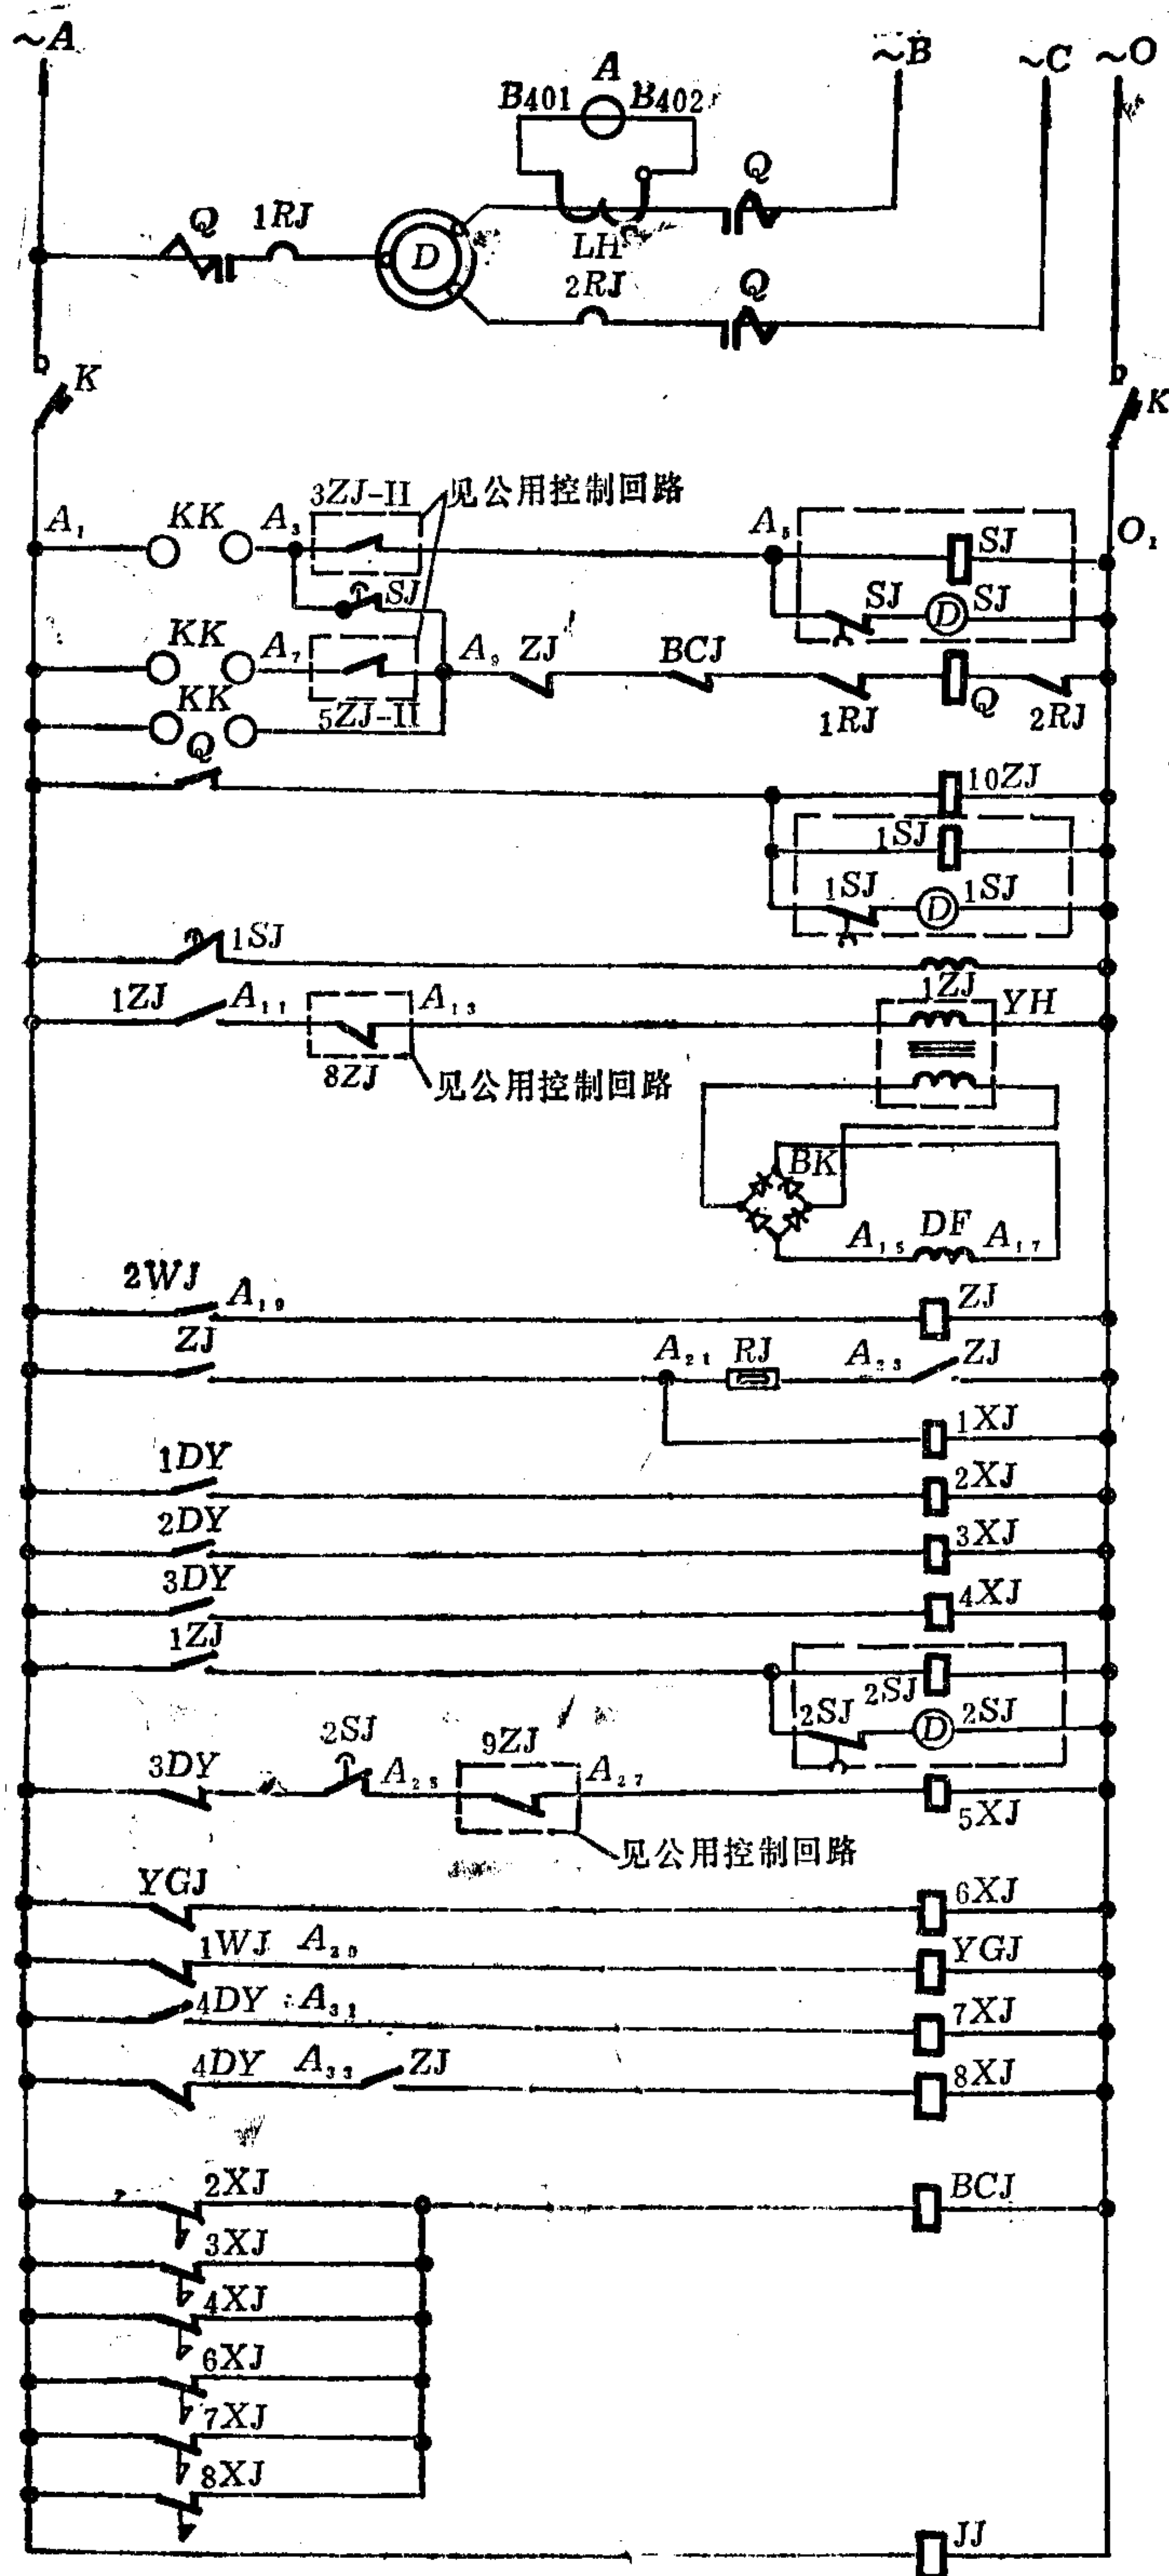 ~A
A
~B
~C
~O
B401
B402
Q
Q
1RJ
D
LH
2RJ
Q
K
K
3ZJ-II
见公用控制回路
A₁
KK
A₃
A₅
SJ
O₁
SJ
SJ
D
SJ
KK
A₇
A₉
ZJ
BCJ
KK
5ZJ-II
1RJ
Q
2RJ
Q
10ZJ
1SJ
1SJ
D
1SJ
1SJ
1ZJ
1ZJ
A₁₁
A₁₃
YH
8ZJ
见公用控制回路
BK
A₁₅
DF
A₁₇
2WJ
A₁₉
ZJ
ZJ
A₂₁
RJ
A₂₃
ZJ
1XJ
1DY
2XJ
2DY
3XJ
3DY
4XJ
1ZJ
2SJ
2SJ
D
2SJ
3DY
2SJ
A₂₅
9ZJ
A₂₇
5XJ
见公用控制回路
YGJ
6XJ
1WJ
A₂₉
YGJ
4DY
A₃₁
7XJ
4DY
A₃₃
ZJ
8XJ
2XJ
BCJ
3XJ
4XJ
6XJ
7XJ
8XJ
JJ